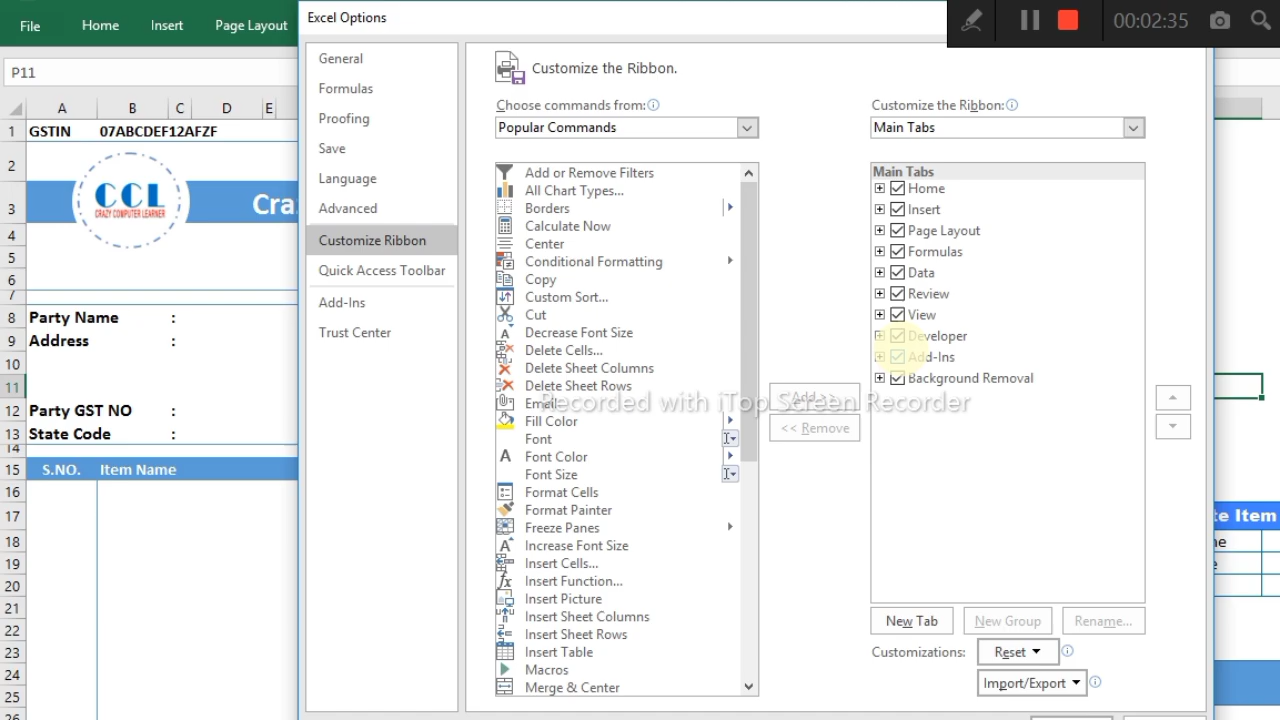 Excel Options
00:02:35
File
Home
Insert
Page Layout
P11
A
B
C
D
E
1
GSTIN
07ABCDEF12AFZF
2
3
4
5
6
7
CCL
CRAZY COMPUTER LEARNER
Cra
8
Party Name
:
9
Address
:
10
11
12
Party GST NO
:
13
State Code
:
14
15
S.NO.
Item Name
16
17
18
19
20
21
22
23
24
25
26
General
Formulas
Proofing
Save
Language
Advanced
Customize Ribbon
Quick Access Toolbar
Add-Ins
Trust Center
Customize the Ribbon.
Choose commands from:
Popular Commands
Add or Remove Filters
All Chart Types...
Borders
Calculate Now
Center
Conditional Formatting
Copy
Custom Sort...
Cut
Decrease Font Size
Delete Cells...
Delete Sheet Columns
Delete Sheet Rows
Email
Fill Color
Font
Font Color
Font Size
Format Cells
Format Painter
Freeze Panes
Increase Font Size
Insert Cells...
Insert Function...
Insert Picture
Insert Sheet Columns
Insert Sheet Rows
Insert Table
Macros
Merge & Center
Add >>
<< Remove
Recorded with iTop Screen Recorder
Customize the Ribbon:
Main Tabs
Main Tabs
Home
Insert
Page Layout
Formulas
Data
Review
View
Developer
Add-Ins
Background Removal
New Tab
New Group
Rename...
Customizations:
Reset
Import/Export
te Item
ne
e